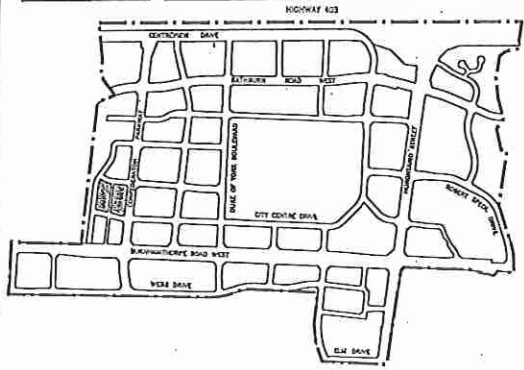 HIGHWAY 403
CENTREVIEW DRIVE
RATHBURN ROAD WEST
CONFEDERATION PARKWAY
DUKE OF YORK BOULEVARD
HURONTARIO STREET
ROBERT SPECK DRIVE
CITY CENTRE DRIVE
BURNHAMTHORPE ROAD WEST
WEBB DRIVE
ELM DRIVE